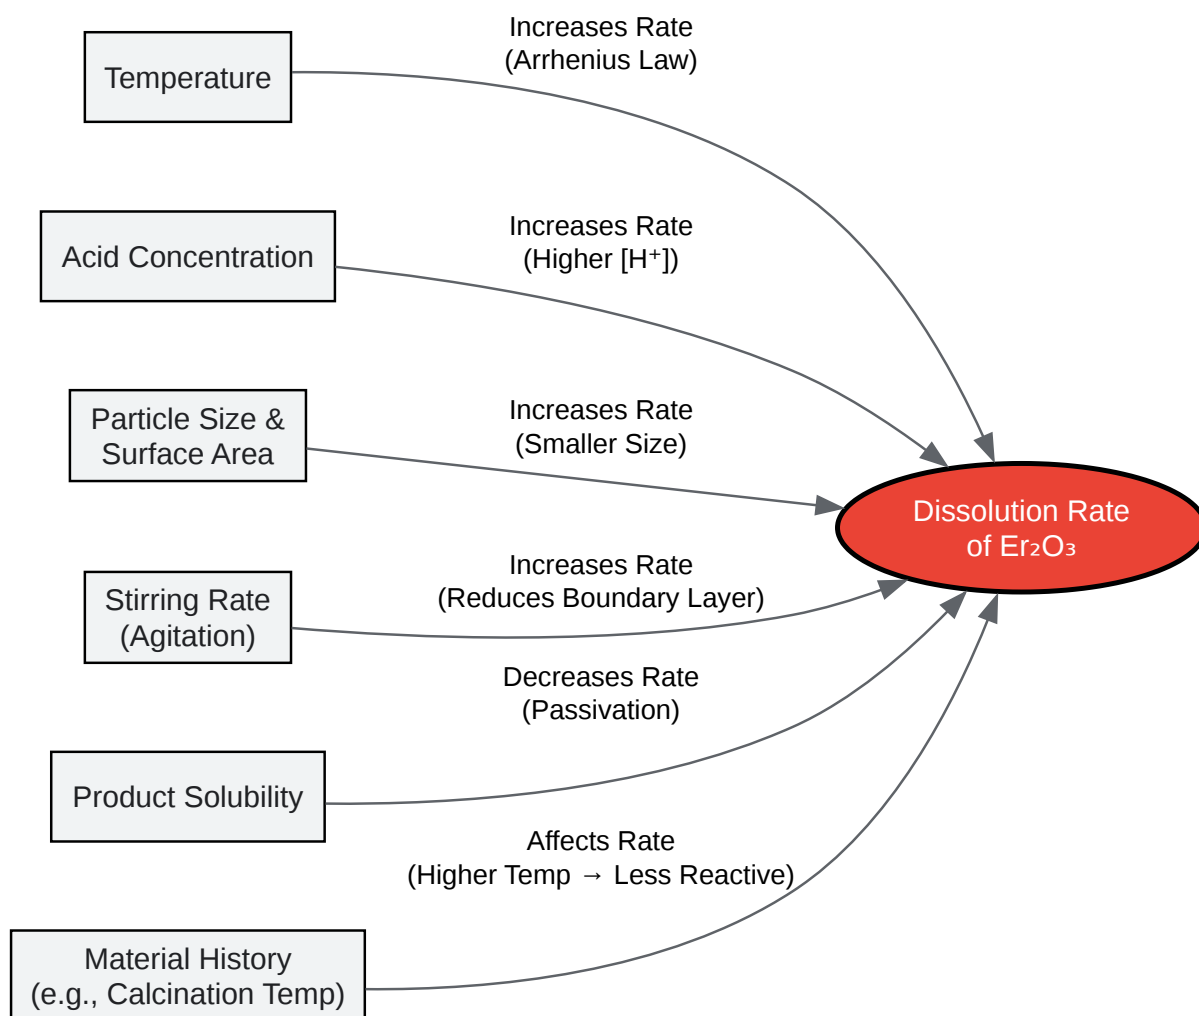 Increases Rate
(Arrhenius Law)
Temperature
Increases Rate
(Higher [H⁺])
Acid Concentration
Increases Rate
(Smaller Size)
Particle Size &
Surface Area
Dissolution Rate
of Er₂O₃
Increases Rate
(Reduces Boundary Layer)
Stirring Rate
(Agitation)
Decreases Rate
(Passivation)
Product Solubility
Affects Rate
(Higher Temp → Less Reactive)
Material History
(e.g., Calcination Temp)